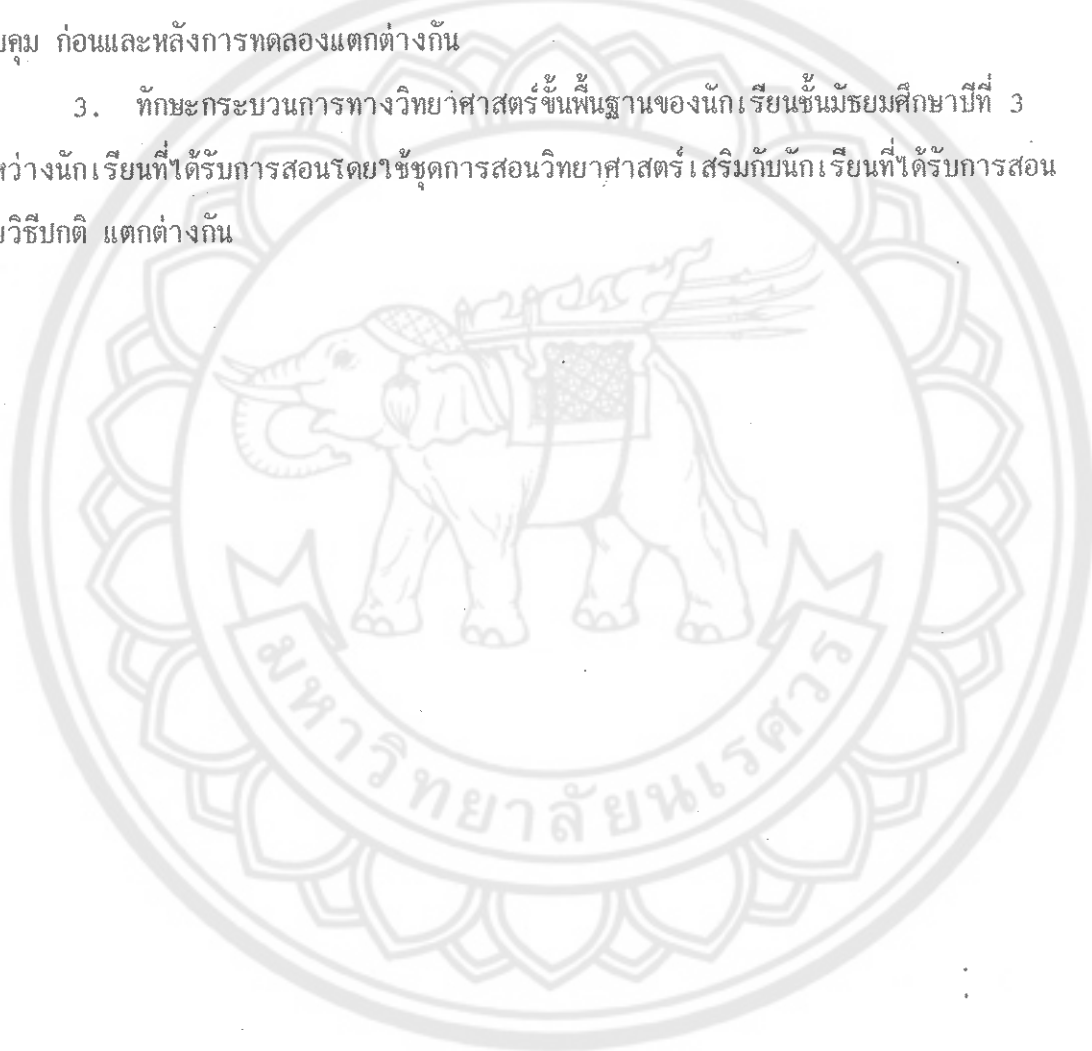 บคุม ก่อนและหลังการทดลองแตกต่างกัน
3. ทักษะกระบวนการทางวิทยาศาสตร์ขั้นพื้นฐานของนักเรียนชั้นมัธยมศึกษาปีที่ 3
หว่างนักเรียนที่ได้รับการสอนโดยใช้ชุดการสอนวิทยาศาสตร์เสริมกับนักเรียนที่ได้รับการสอน
ยวิธีปกติ แตกต่างกัน
มหาวิทยาลัยนเรศวร